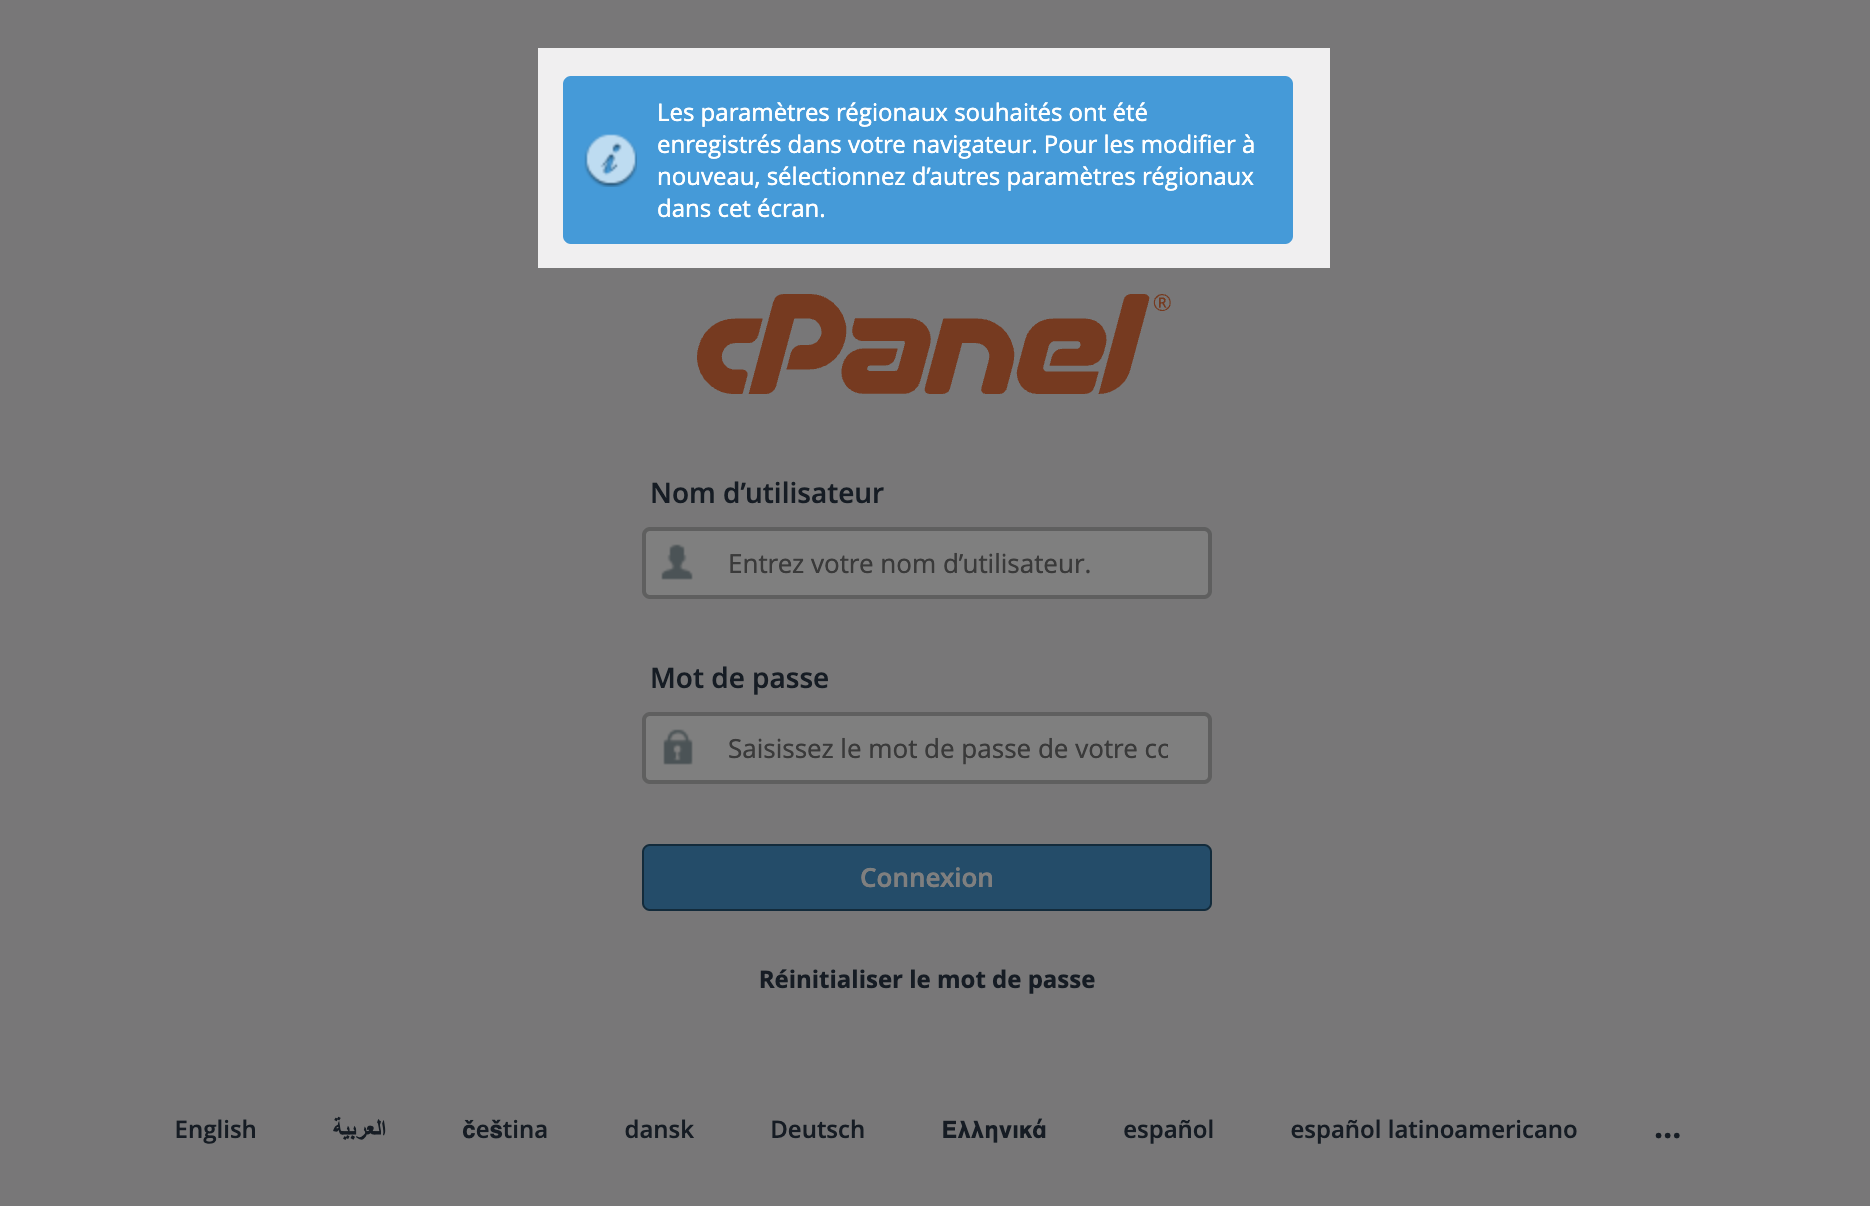 Les paramètres régionaux souhaités ont été
enregistrés dans votre navigateur. Pour les modifier à
nouveau, sélectionnez d’autres paramètres régionaux
dans cet écran.
cPanel®
Nom d’utilisateur
Entrez votre nom d’utilisateur.
Mot de passe
Saisissez le mot de passe de votre cc
Connexion
Réinitialiser le mot de passe
English العربية čeština dansk Deutsch Ελληνικά español español latinoamericano ...